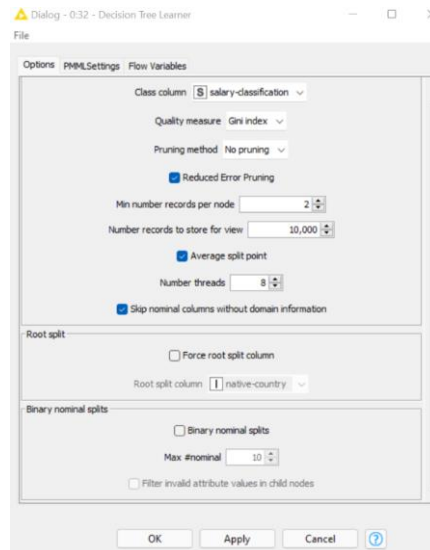 Dialog - 0:32 - Decision Tree Learner
File
Options PMMLSettings Flow Variables
Class column S salary-classification
Quality measure Gini index
Pruning method No pruning
Reduced Error Pruning
Min number records per node 2
Number records to store for view 10,000
Average split point
Number threads 8
Skip nominal columns without domain information
Root split
Force root split column
Root split column I native-country
Binary nominal splits
Binary nominal splits
Max #nominal 10
Filter invalid attribute values in child nodes
OK Apply Cancel ?